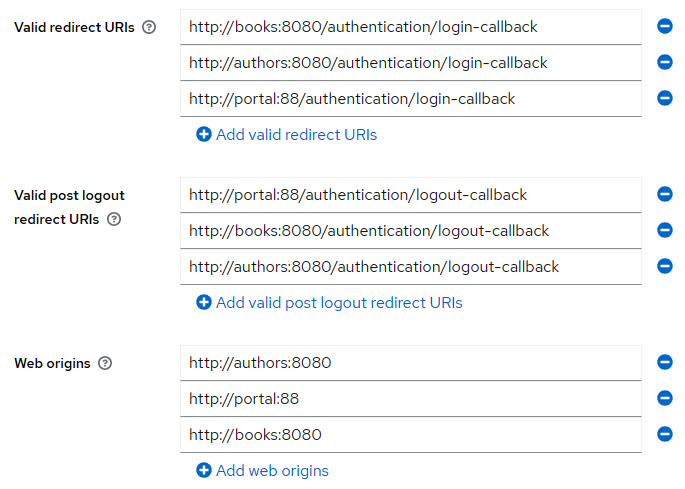 Valid redirect URIs
http://books:8080/authentication/login-callback
http://authors:8080/authentication/login-callback
http://portal:88/authentication/login-callback
Add valid redirect URIs
Valid post logout
redirect URIs
http://portal:88/authentication/logout-callback
http://books:8080/authentication/logout-callback
http://authors:8080/authentication/logout-callback
Add valid post logout redirect URIs
Web origins
http://authors:8080
http://portal:88
http://books:8080
Add web origins